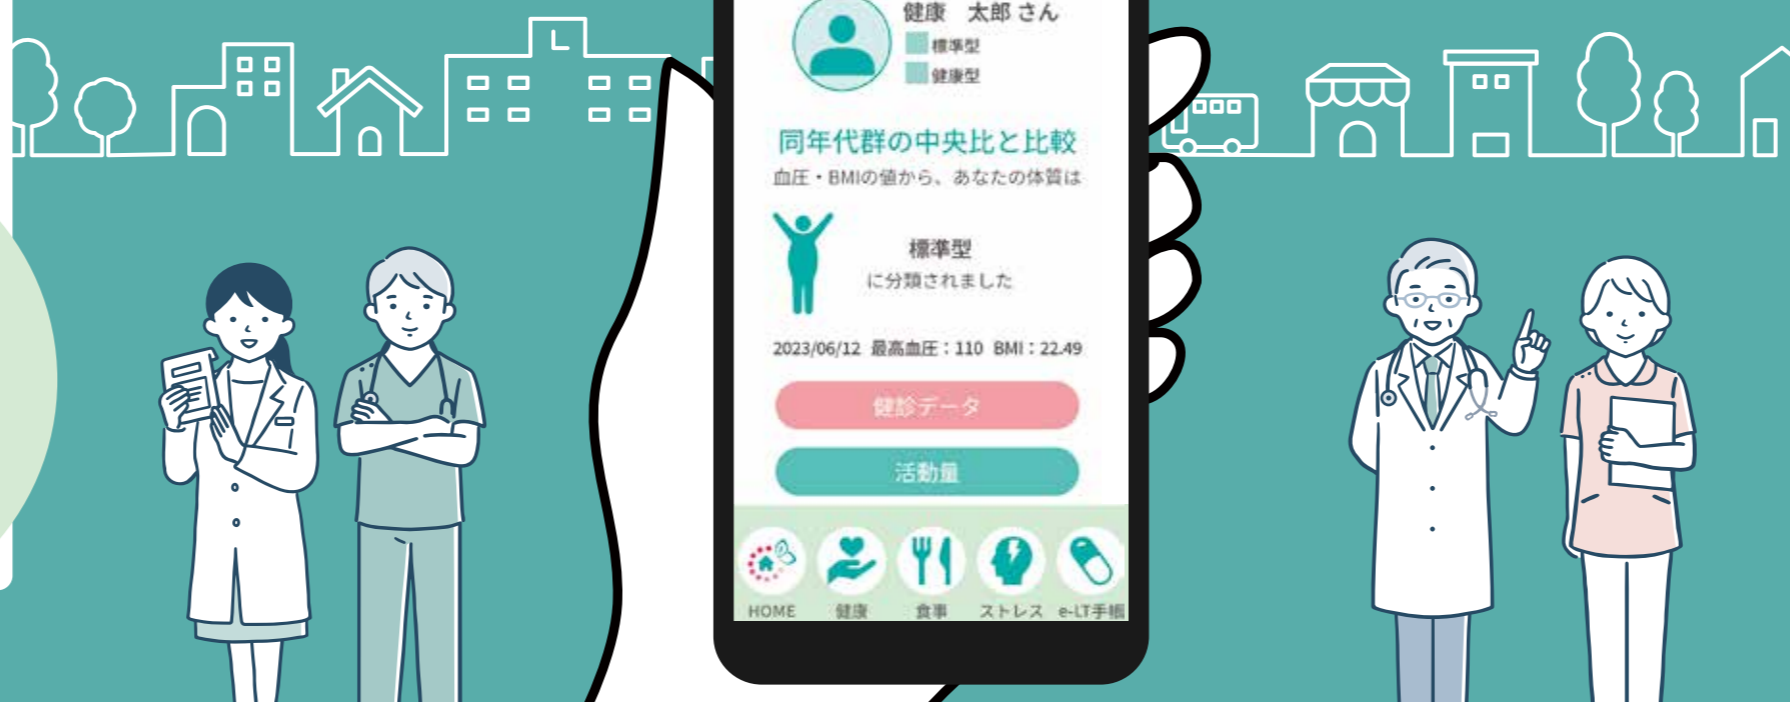 健康　太郎 さん
標準型
健康型
同年代群の中央比と比較
血圧・BMIの値から、あなたの体質は
標準型
に分類されました
2023/06/12 最高血圧：110 BMI：22.49
健診データ
活動量
HOME 健康 食事 ストレス e-LT手帳